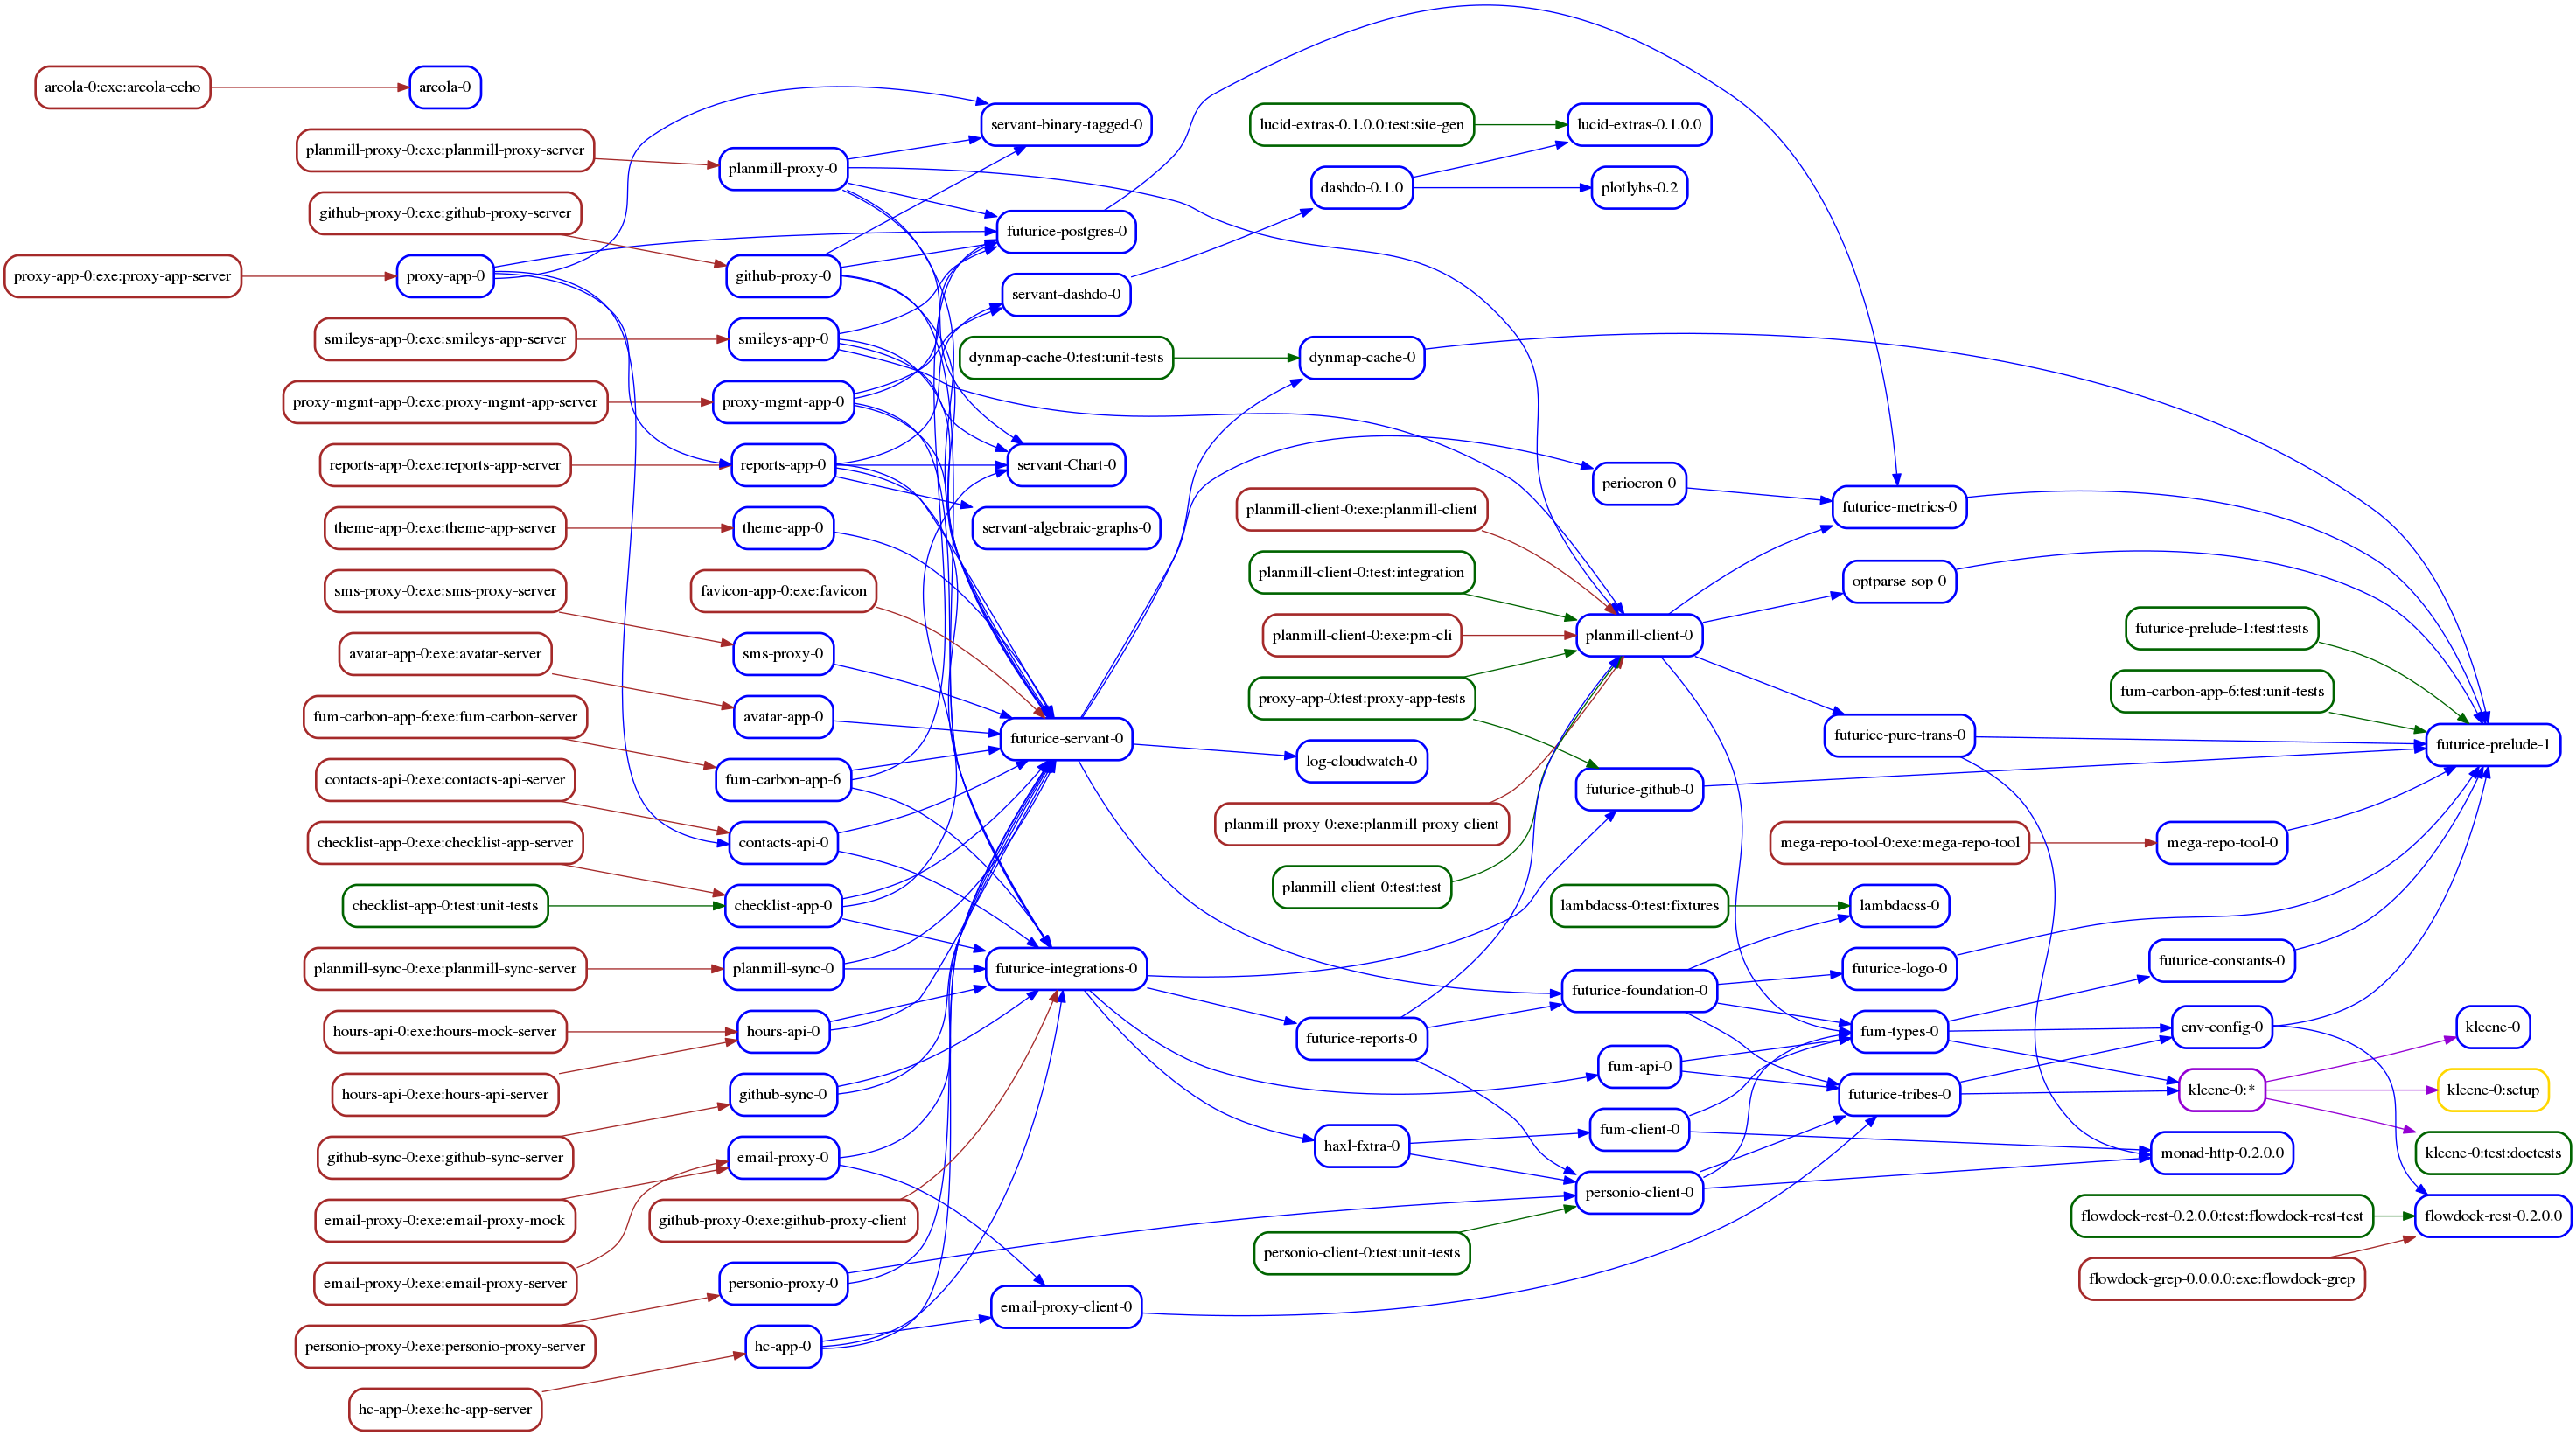 arcola-0:exe:arcola-echo
arcola-0
planmill-proxy-0:exe:planmill-proxy-server
github-proxy-0:exe:github-proxy-server
proxy-app-0:exe:proxy-app-server
proxy-app-0
smileys-app-0:exe:smileys-app-server
proxy-mgmt-app-0:exe:proxy-mgmt-app-server
reports-app-0:exe:reports-app-server
theme-app-0:exe:theme-app-server
sms-proxy-0:exe:sms-proxy-server
avatar-app-0:exe:avatar-server
fum-carbon-app-6:exe:fum-carbon-server
contacts-api-0:exe:contacts-api-server
checklist-app-0:exe:checklist-app-server
checklist-app-0:test:unit-tests
planmill-sync-0:exe:planmill-sync-server
hours-api-0:exe:hours-mock-server
hours-api-0:exe:hours-api-server
github-sync-0:exe:github-sync-server
email-proxy-0:exe:email-proxy-mock
email-proxy-0:exe:email-proxy-server
personio-proxy-0:exe:personio-proxy-server
hc-app-0:exe:hc-app-server
planmill-proxy-0
github-proxy-0
smileys-app-0
proxy-mgmt-app-0
reports-app-0
theme-app-0
favicon-app-0:exe:favicon
sms-proxy-0
avatar-app-0
fum-carbon-app-6
contacts-api-0
checklist-app-0
planmill-sync-0
hours-api-0
github-sync-0
email-proxy-0
github-proxy-0:exe:github-proxy-client
personio-proxy-0
hc-app-0
servant-binary-tagged-0
futurice-postgres-0
servant-dashdo-0
dynmap-cache-0:test:unit-tests
servant-Chart-0
servant-algebraic-graphs-0
futurice-servant-0
futurice-integrations-0
email-proxy-client-0
lucid-extras-0.1.0.0:test:site-gen
dashdo-0.1.0
dynmap-cache-0
planmill-client-0:exe:planmill-client
planmill-client-0:test:integration
planmill-client-0:exe:pm-cli
proxy-app-0:test:proxy-app-tests
log-cloudwatch-0
planmill-proxy-0:exe:planmill-proxy-client
planmill-client-0:test:test
futurice-reports-0
haxl-fxtra-0
personio-client-0:test:unit-tests
lucid-extras-0.1.0.0
plotlyhs-0.2
periocron-0
planmill-client-0
futurice-github-0
lambdacss-0:test:fixtures
futurice-foundation-0
fum-api-0
fum-client-0
personio-client-0
futurice-metrics-0
optparse-sop-0
futurice-pure-trans-0
mega-repo-tool-0:exe:mega-repo-tool
lambdacss-0
futurice-logo-0
fum-types-0
futurice-tribes-0
futurice-prelude-1:test:tests
fum-carbon-app-6:test:unit-tests
mega-repo-tool-0
futurice-constants-0
env-config-0
kleene-0:*
monad-http-0.2.0.0
flowdock-rest-0.2.0.0:test:flowdock-rest-test
flowdock-grep-0.0.0.0:exe:flowdock-grep
futurice-prelude-1
kleene-0
kleene-0:setup
kleene-0:test:doctests
flowdock-rest-0.2.0.0